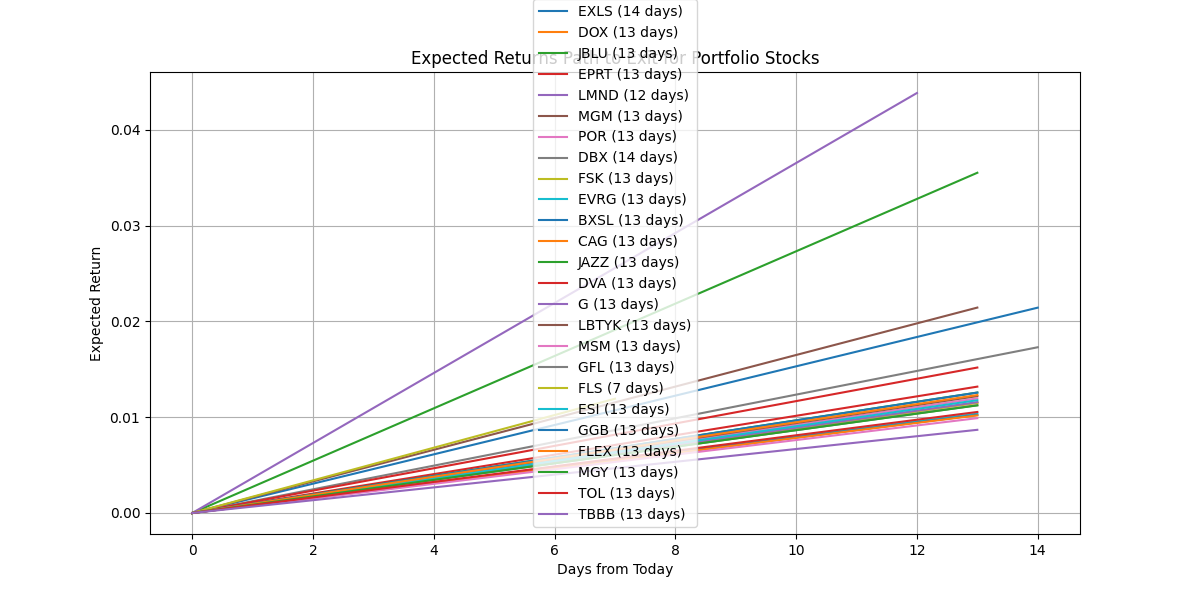 EXLS (14 days)
DOX (13 days)
JBLU (13 days)
Expected Returns Path to Exit for Portfolio Stocks
EPRT (13 days)
LMND (12 days)
MGM (13 days)
POR (13 days)
DBX (14 days)
FSK (13 days)
EVRG (13 days)
BXSL (13 days)
CAG (13 days)
JAZZ (13 days)
DVA (13 days)
G (13 days)
LBTYK (13 days)
MSM (13 days)
GFL (13 days)
FLS (7 days)
ESI (13 days)
GGB (13 days)
FLEX (13 days)
MGY (13 days)
TOL (13 days)
TBBB (13 days)
Expected Return
0.04
0.03
0.02
0.01
0.00
0 2 4 6 8 10 12 14
Days from Today